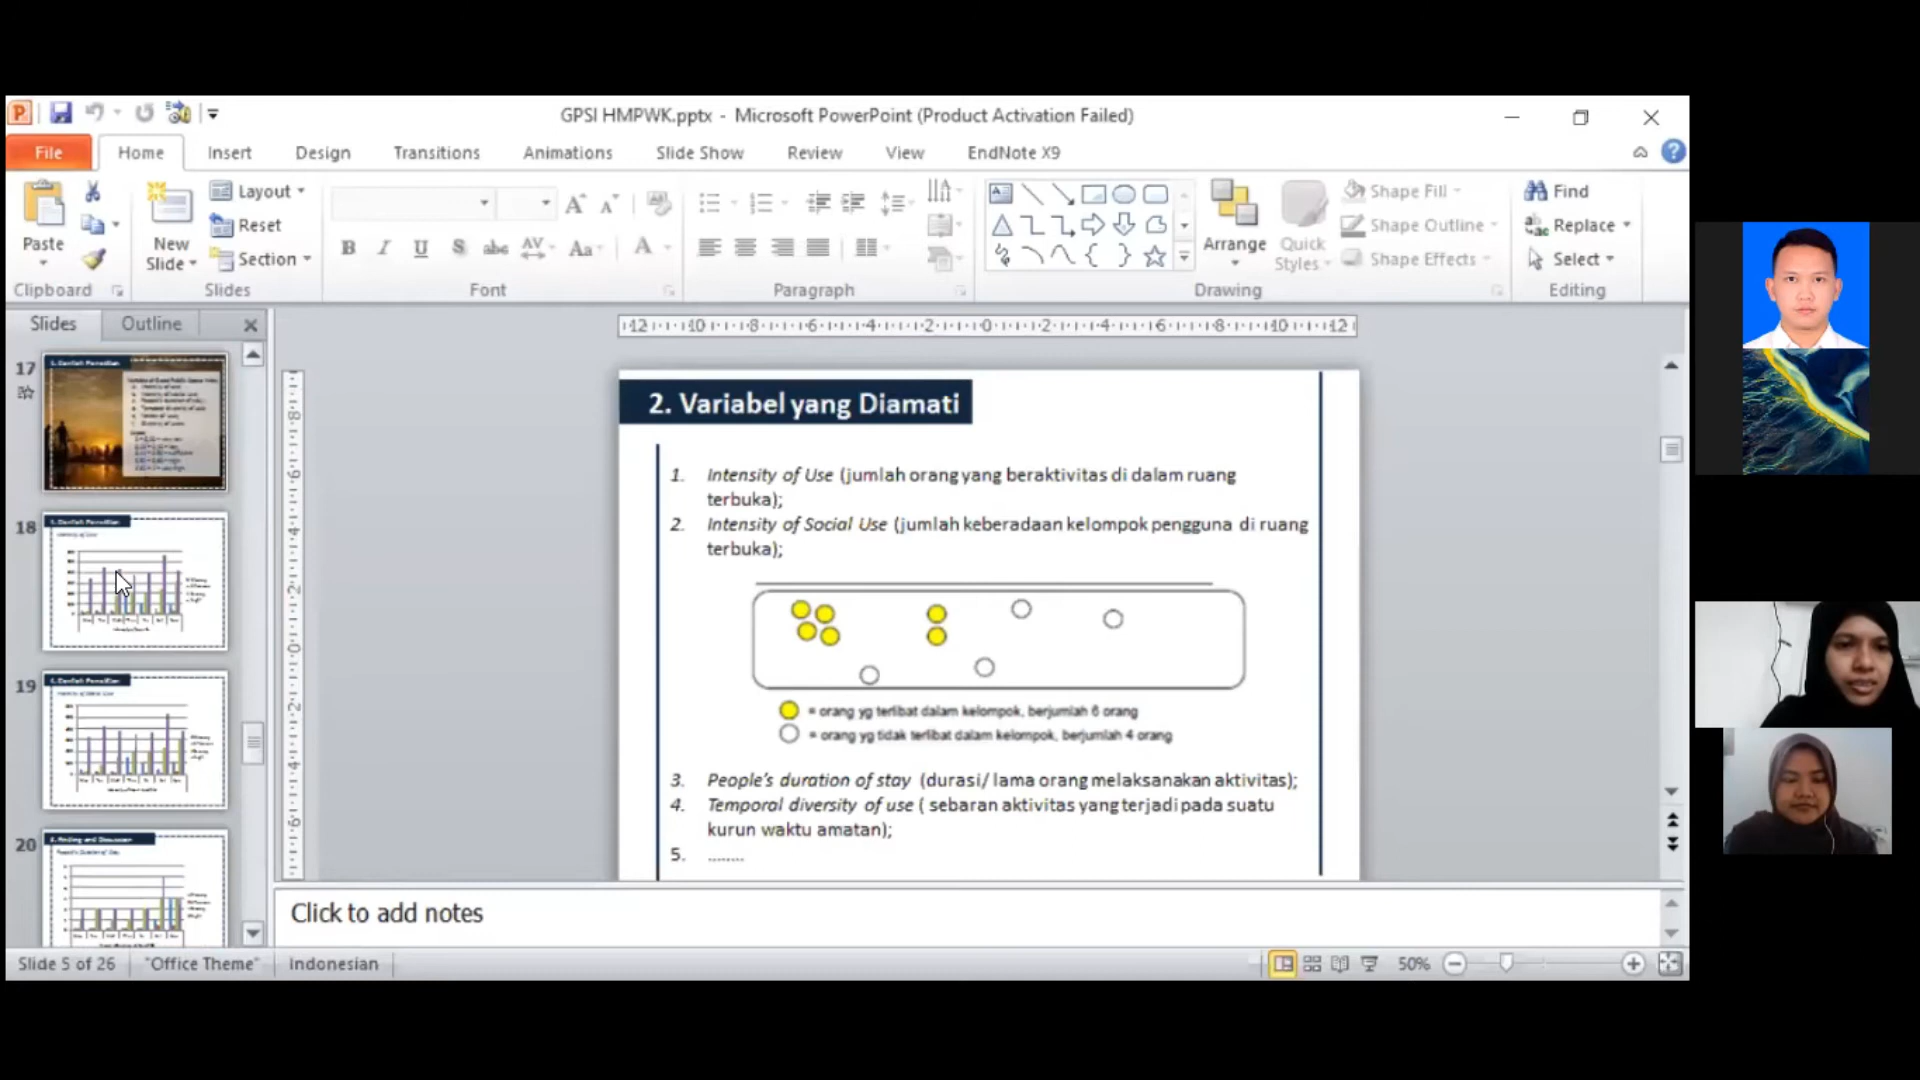 GPSI HMPWK.pptx - Microsoft PowerPoint (Product Activation Failed)
File Home Insert Design Transitions Animations Slide Show Review View EndNote X9
Paste
New Slide
Layout
Reset
Section
Arrange
Quick Styles
Shape Fill
Shape Outline
Shape Effects
Find
Replace
Select
Clipboard Slides Font Paragraph Drawing Editing
Slides Outline
17
18
19
20
2. Variabel yang Diamati
1. Intensity of Use (jumlah orang yang beraktivitas di dalam ruang
terbuka);
2. Intensity of Social Use (jumlah keberadaan kelompok pengguna di ruang
terbuka);
= orang yg terlibat dalam kelompok, berjumlah 6 orang
= orang yg tidak terlibat dalam kelompok, berjumlah 4 orang
3. People's duration of stay (durasi/ lama orang melaksanakan aktivitas);
4. Temporal diversity of use ( sebaran aktivitas yang terjadi pada suatu
kurun waktu amatan);
5. ........
Click to add notes
Slide 5 of 26 "Office Theme" Indonesian 50%